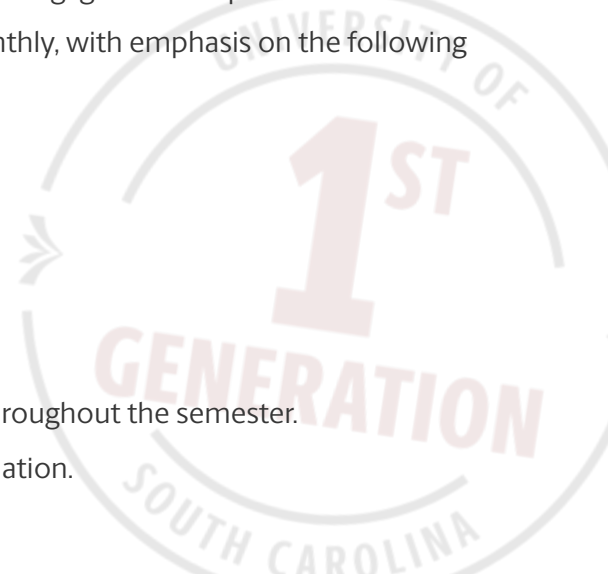 nthly, with emphasis on the following
UNIVERSITY OF
1ST
GENERATION
roughout the semester.
ation.
SOUTH CAROLINA